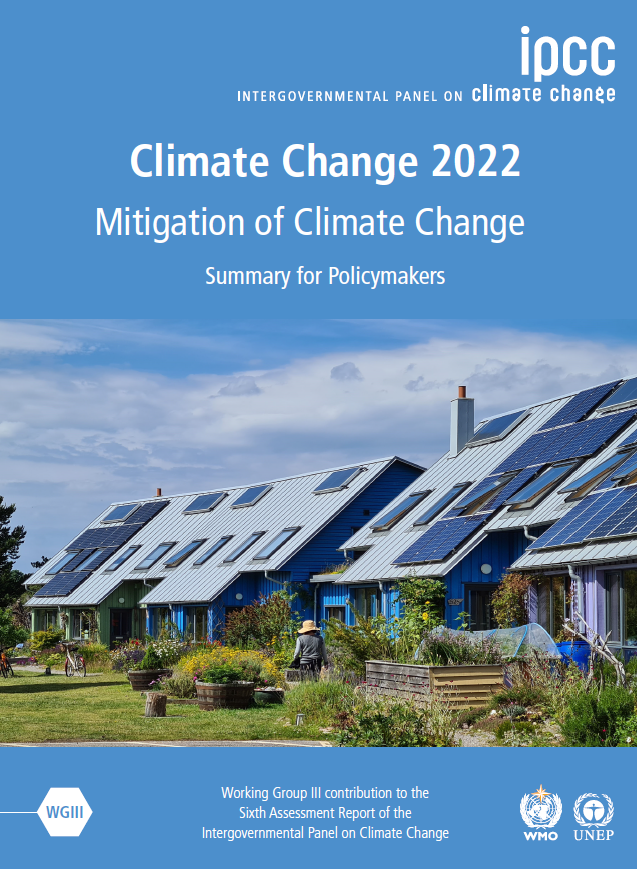 ipcc
INTERGOVERNMENTAL PANEL ON climate change
Climate Change 2022
Mitigation of Climate Change
Summary for Policymakers
WGIII
Working Group III contribution to the
Sixth Assessment Report of the
Intergovernmental Panel on Climate Change
WMO
UNEP